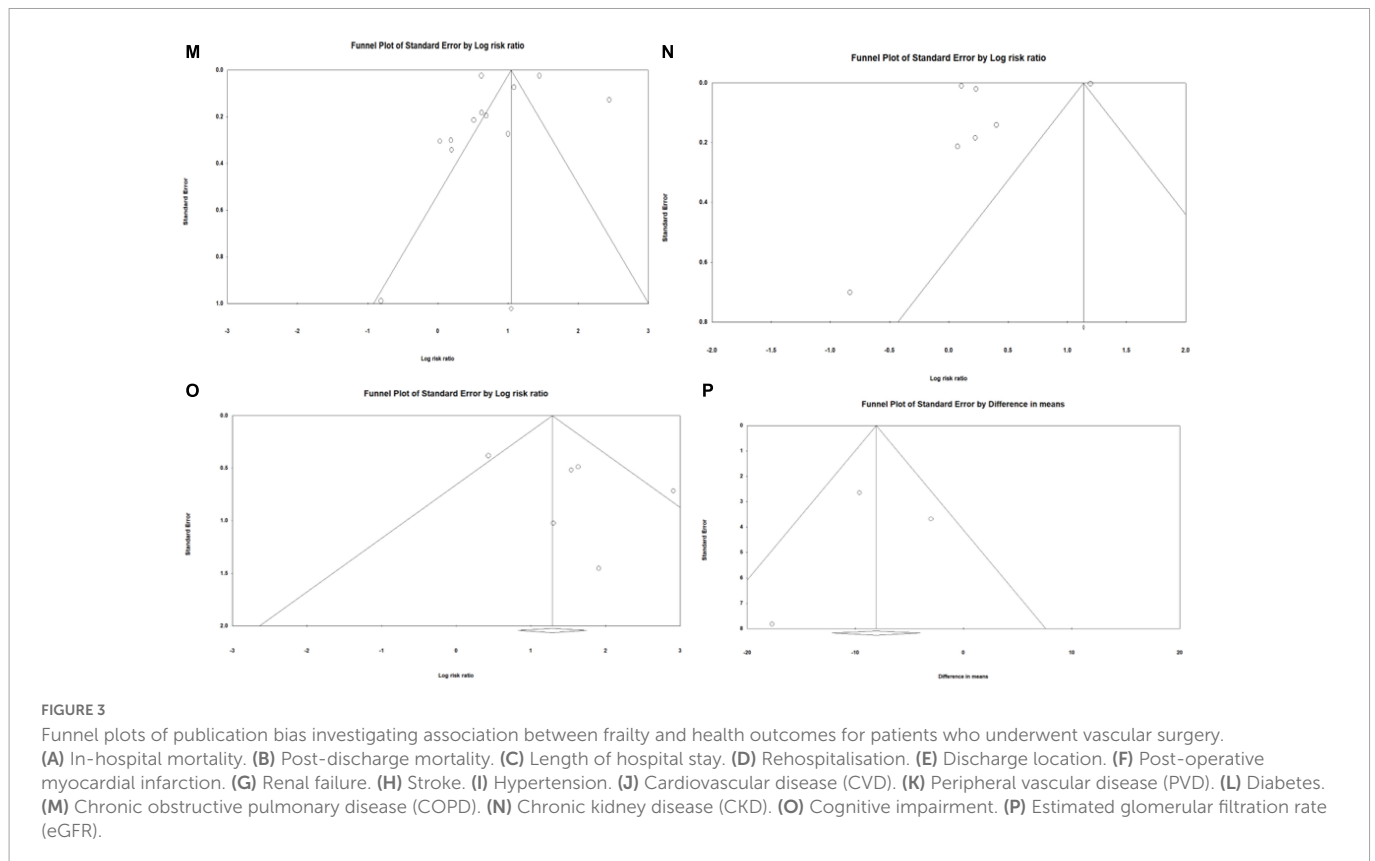 M
Funnel Plot of Standard Error by Log risk ratio
0.0
0.2
0.4
0.6
0.8
1.0
Standard Error
-3 -2 -1 0 1 2 3
Log risk ratio
N
Funnel Plot of Standard Error by Log risk ratio
0.0
0.2
0.4
0.6
0.8
Standard Error
-2.0 -1.5 -1.0 -0.5 0.0 0.5 1.0 1.5 2.0
Log risk ratio
O
Funnel Plot of Standard Error by Log risk ratio
0.0
0.5
1.0
1.5
2.0
Standard Error
-3 -2 -1 0 1 2 3
Log risk ratio
P
Funnel Plot of Standard Error by Difference in means
0
1
2
3
4
5
6
7
8
Standard Error
-20 -10 0 10 20
Difference in means
FIGURE 3
Funnel plots of publication bias investigating association between frailty and health outcomes for patients who underwent vascular surgery.
(A) In-hospital mortality. (B) Post-discharge mortality. (C) Length of hospital stay. (D) Rehospitalisation. (E) Discharge location. (F) Post-operative
myocardial infarction. (G) Renal failure. (H) Stroke. (I) Hypertension. (J) Cardiovascular disease (CVD). (K) Peripheral vascular disease (PVD). (L) Diabetes.
(M) Chronic obstructive pulmonary disease (COPD). (N) Chronic kidney disease (CKD). (O) Cognitive impairment. (P) Estimated glomerular filtration rate
(eGFR).